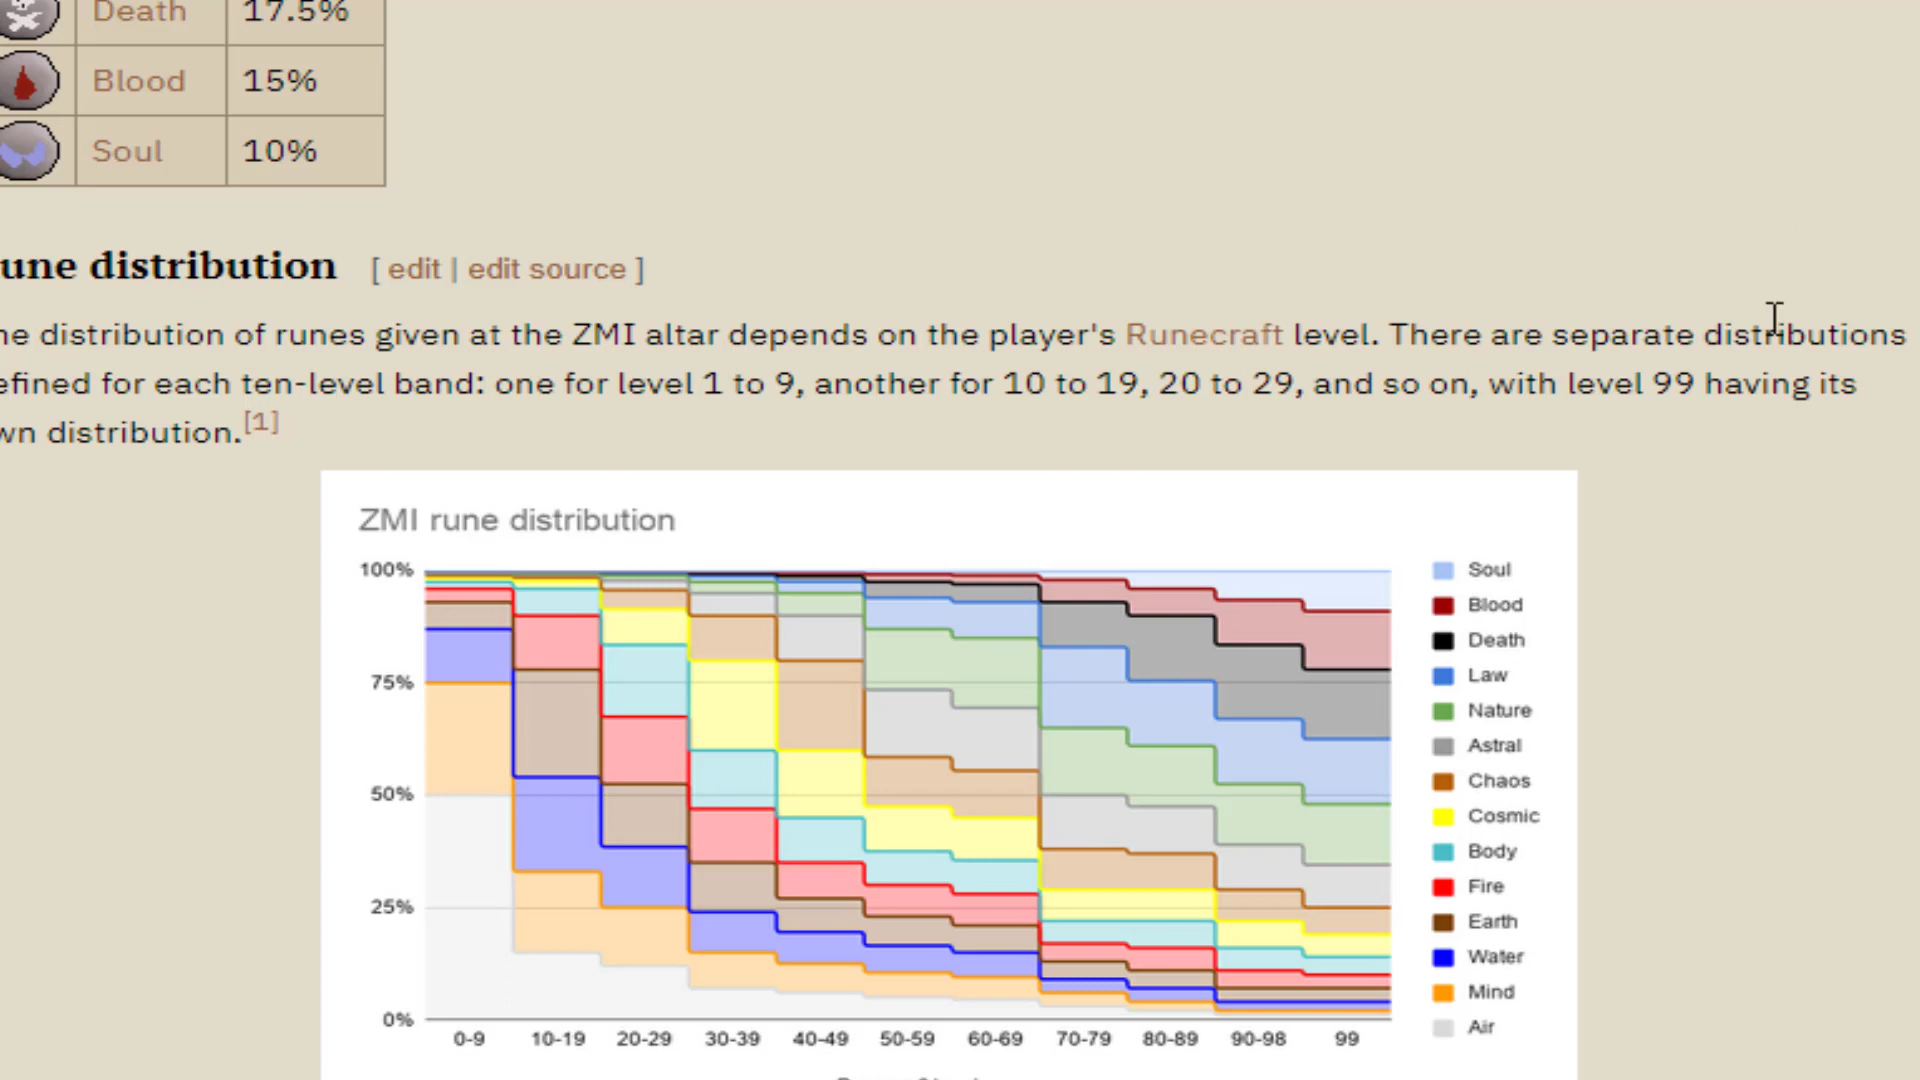 Death 17.5%
Blood 15%
Soul 10%
une distribution [ edit | edit source ]
ne distribution of runes given at the ZMI altar depends on the player's Runecraft level. There are separate distributions
efined for each ten-level band: one for level 1 to 9, another for 10 to 19, 20 to 29, and so on, with level 99 having its
wn distribution.[1]
ZMI rune distribution
100%
75%
50%
25%
0%
0-9 10-19 20-29 30-39 40-49 50-59 60-69 70-79 80-89 90-98 99
Soul
Blood
Death
Law
Nature
Astral
Chaos
Cosmic
Body
Fire
Earth
Water
Mind
Air